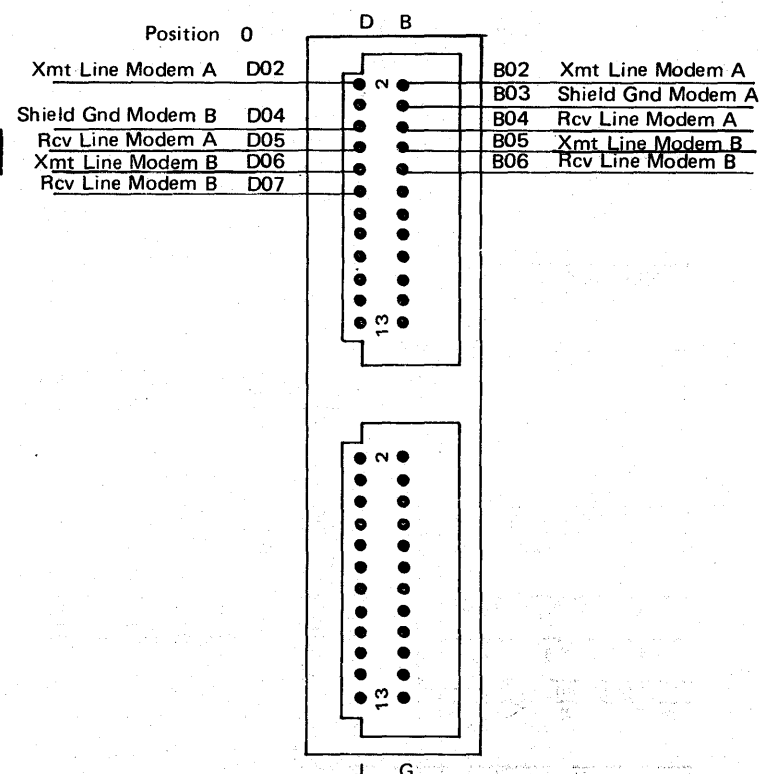 D B
Position 0
Xmt Line Modem A D02
B02 Xmt Line Modem A
B03 Shield Gnd Modem A
Shield Gnd Modem B D04
B04 Rcv Line Modem A
Rcv Line Modem A D05
B05 Xmt Line Modem B
Xmt Line Modem B D06
B06 Rcv Line Modem B
Rcv Line Modem B D07
2
13
2
13
G